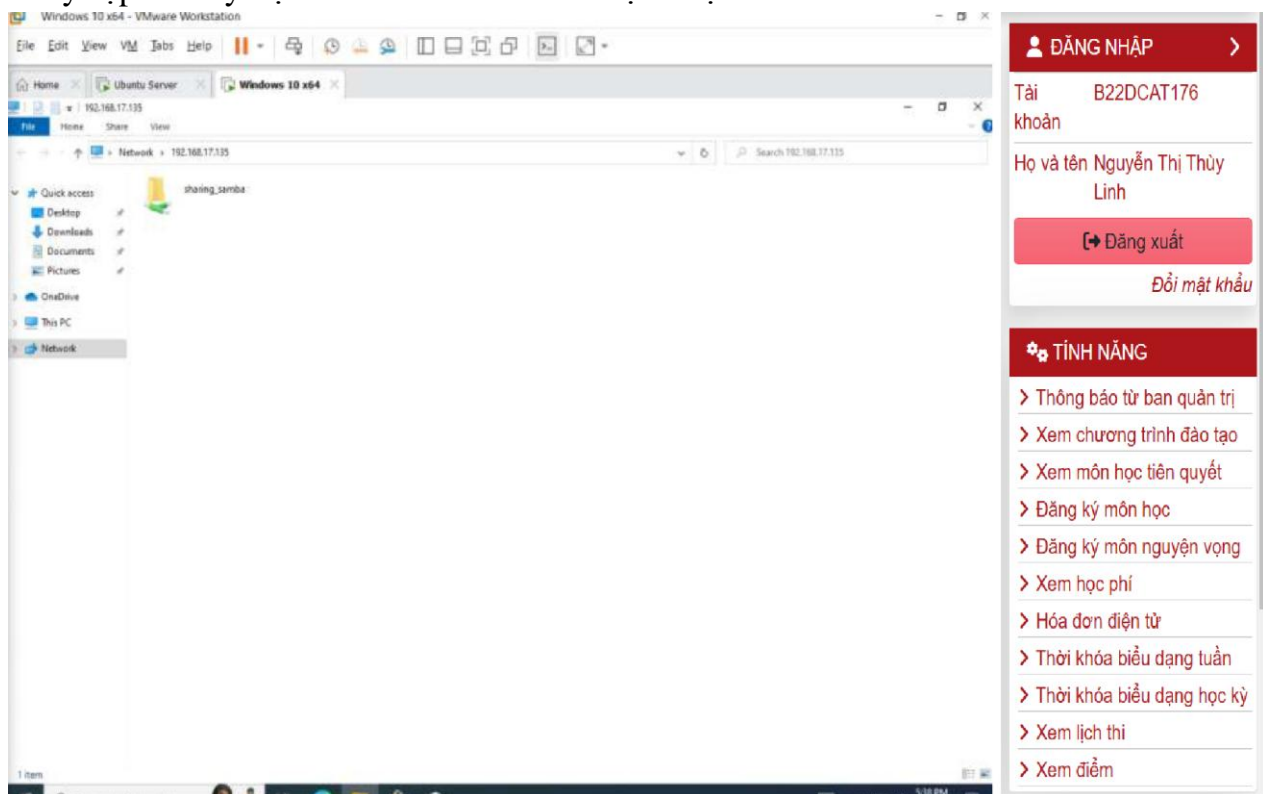 Windows 10 x64 - VMware Workstation
File Edit View VM Tabs Help
Home
Ubuntu Server
Windows 10 x64
192.168.17.135
File Home Share View
Network > 192.168.17.135
Search 192.168.17.135
Quick access
Desktop
Downloads
Documents
Pictures
OneDrive
This PC
Network
sharing_samba
1 item
5:38 PM
ĐĂNG NHẬP
Tài khoản B22DCAT176
Họ và tên Nguyễn Thị Thùy
Linh
Đăng xuất
Đổi mật khẩu
TÍNH NĂNG
Thông báo từ ban quản trị
Xem chương trình đào tạo
Xem môn học tiên quyết
Đăng ký môn học
Đăng ký môn nguyện vọng
Xem học phí
Hóa đơn điện tử
Thời khóa biểu dạng tuần
Thời khóa biểu dạng học kỳ
Xem lịch thi
Xem điểm